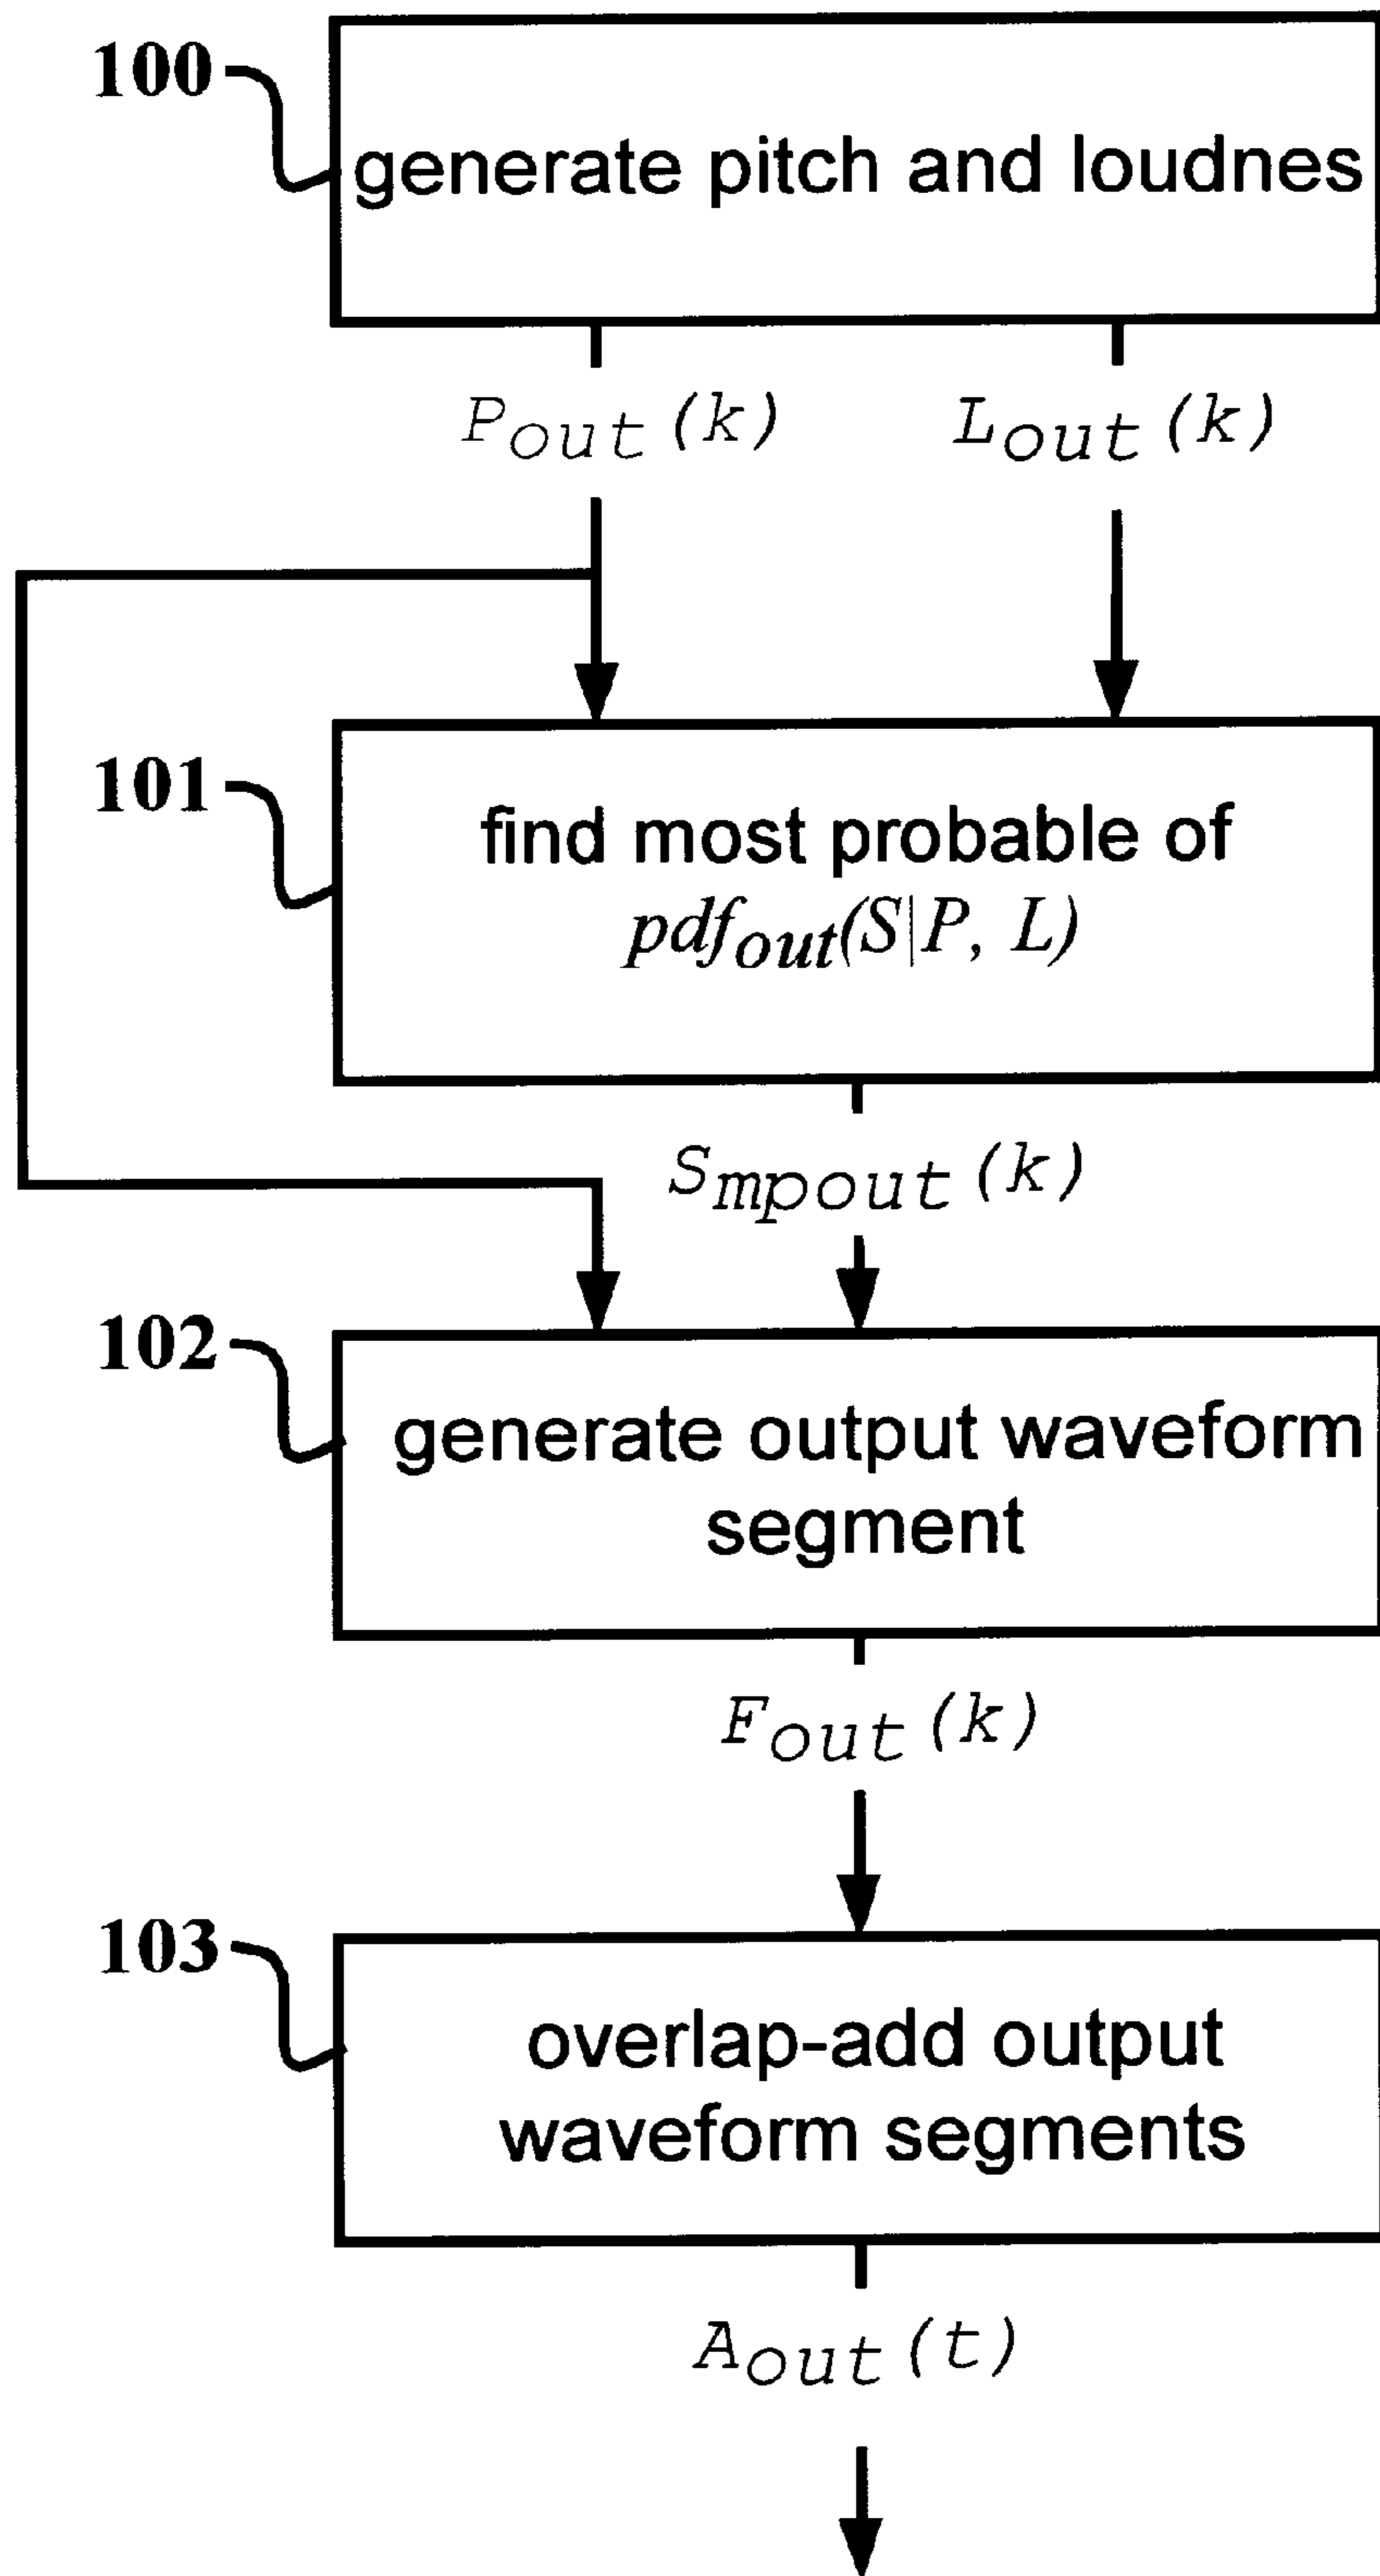 100
generate pitch and loudnes
Pout(k) Lout(k)
101
find most probable of
pdfout(S|P, L)
Smpout(k)
102
generate output waveform
segment
Fout(k)
103
overlap-add output
waveform segments
Aout(t)